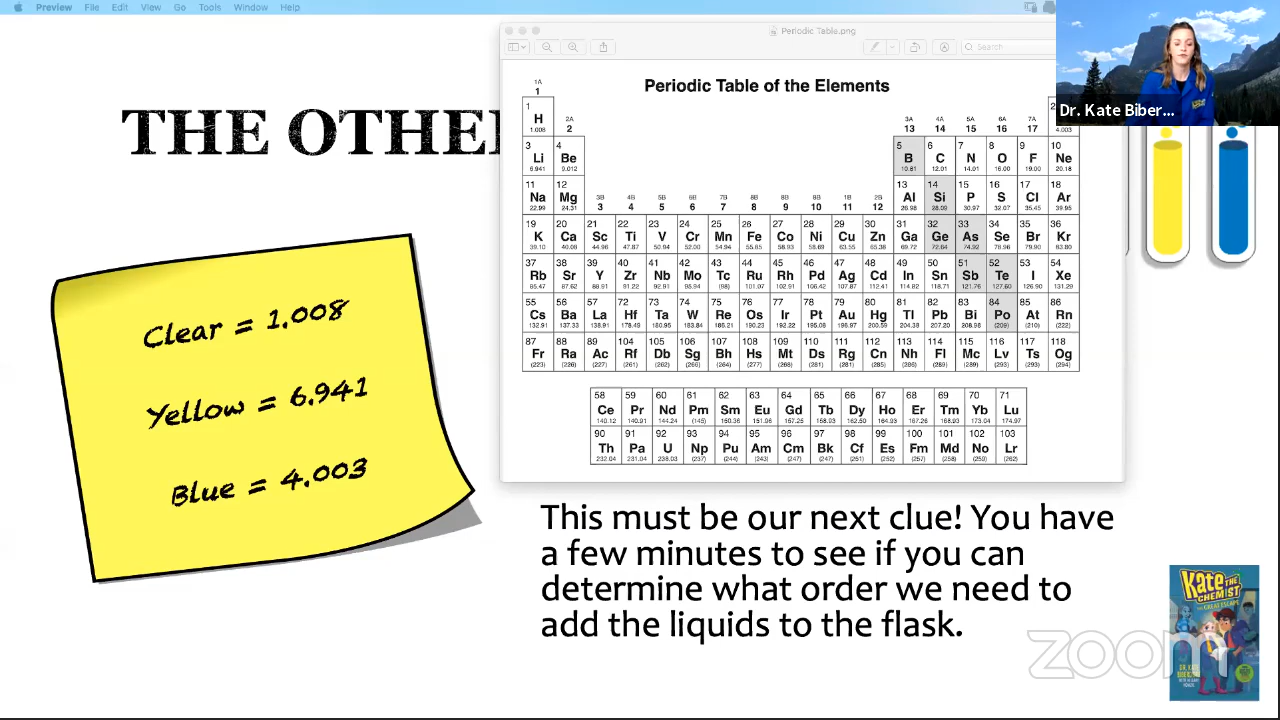 Preview File Edit View Go Tools Window Help
Periodic Table.png
Search
Dr. Kate Biber...
THE OTHE
Periodic Table of the Elements
1A 2A 3A 4A 5A 6A 7A
1 2 13 14 15 16 17
3B 4B 5B 6B 7B 8B 8B 8B 1B 2B
3 4 5 6 7 8 9 10 11 12
1 H 1.008
4.003
3 Li 6.941 4 Be 9.012 5 B 10.81 6 C 12.01 7 N 14.01 8 O 16.00 9 F 19.00 10 Ne 20.18
11 Na 22.99 12 Mg 24.31 13 Al 26.98 14 Si 28.09 15 P 30.97 16 S 32.07 17 Cl 35.45 18 Ar 39.95
19 K 39.10 20 Ca 40.08 21 Sc 44.96 22 Ti 47.87 23 V 50.94 24 Cr 52.00 25 Mn 54.94 26 Fe 55.85 27 Co 58.93 28 Ni 58.69 29 Cu 63.55 30 Zn 65.38 31 Ga 69.72 32 Ge 72.64 33 As 74.92 34 Se 78.96 35 Br 79.90 36 Kr 83.80
37 Rb 85.47 38 Sr 87.62 39 Y 88.91 40 Zr 91.22 41 Nb 92.91 42 Mo 95.94 43 Tc (98) 44 Ru 101.07 45 Rh 102.91 46 Pd 106.42 47 Ag 107.87 48 Cd 112.41 49 In 114.82 50 Sn 118.71 51 Sb 121.76 52 Te 127.60 53 I 126.90 54 Xe 131.29
55 Cs 132.91 56 Ba 137.33 57 La 138.91 72 Hf 178.49 73 Ta 180.95 74 W 183.84 75 Re 186.21 76 Os 190.23 77 Ir 192.22 78 Pt 195.08 79 Au 196.97 80 Hg 200.59 81 Tl 204.38 82 Pb 207.20 83 Bi 208.98 84 Po (209) 85 At (210) 86 Rn (222)
87 Fr (223) 88 Ra (226) 89 Ac (227) 104 Rf (261) 105 Db (262) 106 Sg (266) 107 Bh (264) 108 Hs (277) 109 Mt (268) 110 Ds (281) 111 Rg (281) 112 Cn (285) 113 Nh (286) 114 Fl (289) 115 Mc (289) 116 Lv (293) 117 Ts (293) 118 Og (294)
58 Ce 140.12 59 Pr 140.91 60 Nd 144.24 61 Pm (145) 62 Sm 150.36 63 Eu 151.96 64 Gd 157.25 65 Tb 158.93 66 Dy 162.50 67 Ho 164.93 68 Er 167.26 69 Tm 168.93 70 Yb 173.04 71 Lu 174.97
90 Th 232.04 91 Pa 231.04 92 U 238.03 93 Np (237) 94 Pu (244) 95 Am (243) 96 Cm (247) 97 Bk (247) 98 Cf (251) 99 Es (252) 100 Fm (257) 101 Md (258) 102 No (259) 103 Lr (262)
Clear = 1.008
Yellow = 6.941
Blue = 4.003
This must be our next clue! You have
a few minutes to see if you can
determine what order we need to
add the liquids to the flask.
Kate
THE
CHEMIST
THE GREAT ESCAPE
zoom